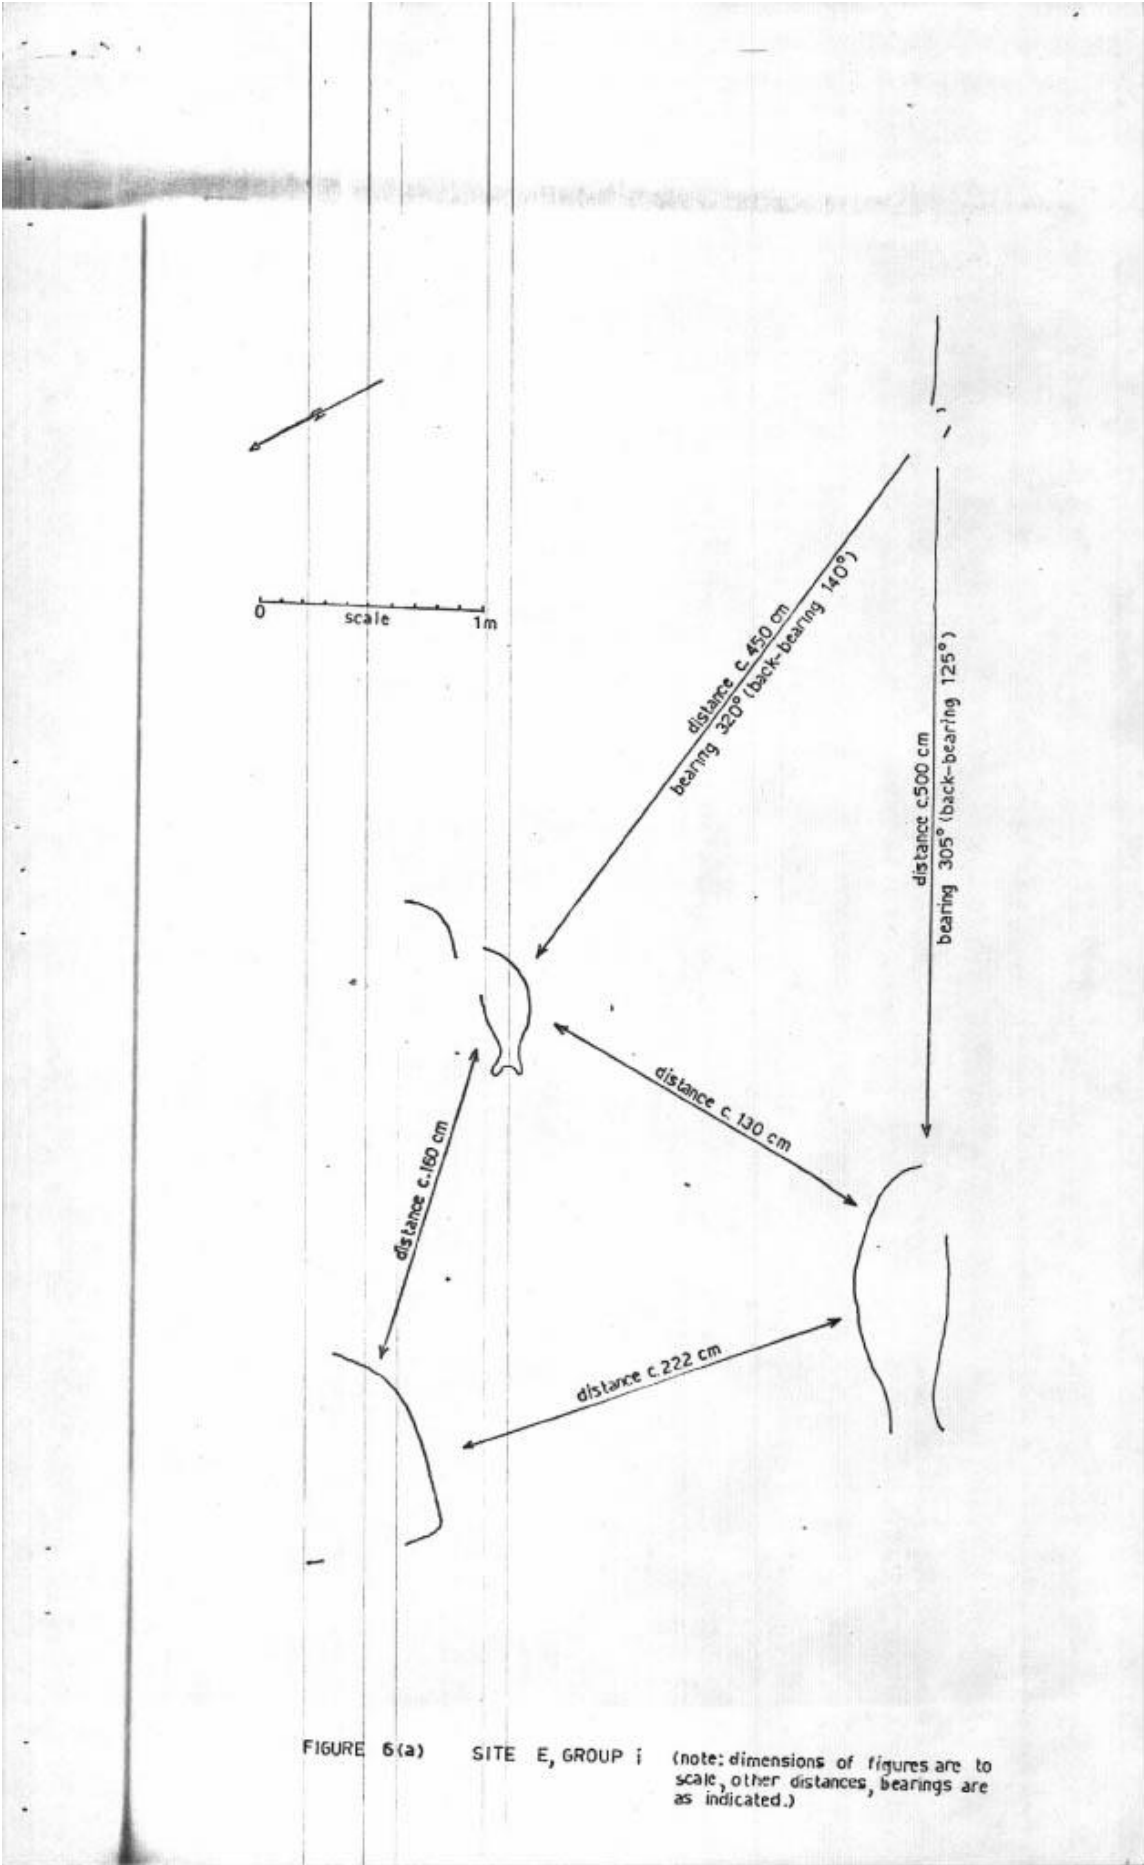 0 scale 1m
distance c. 450 cm
bearing 320° (back-bearing 140°)
distance c.500 cm
bearing 305° (back-bearing 125°)
distance c. 130 cm
distance c.160 cm
distance c.222 cm
FIGURE 6(a) SITE E, GROUP i (note: dimensions of figures are to
scale, other distances, bearings are
as indicated.)